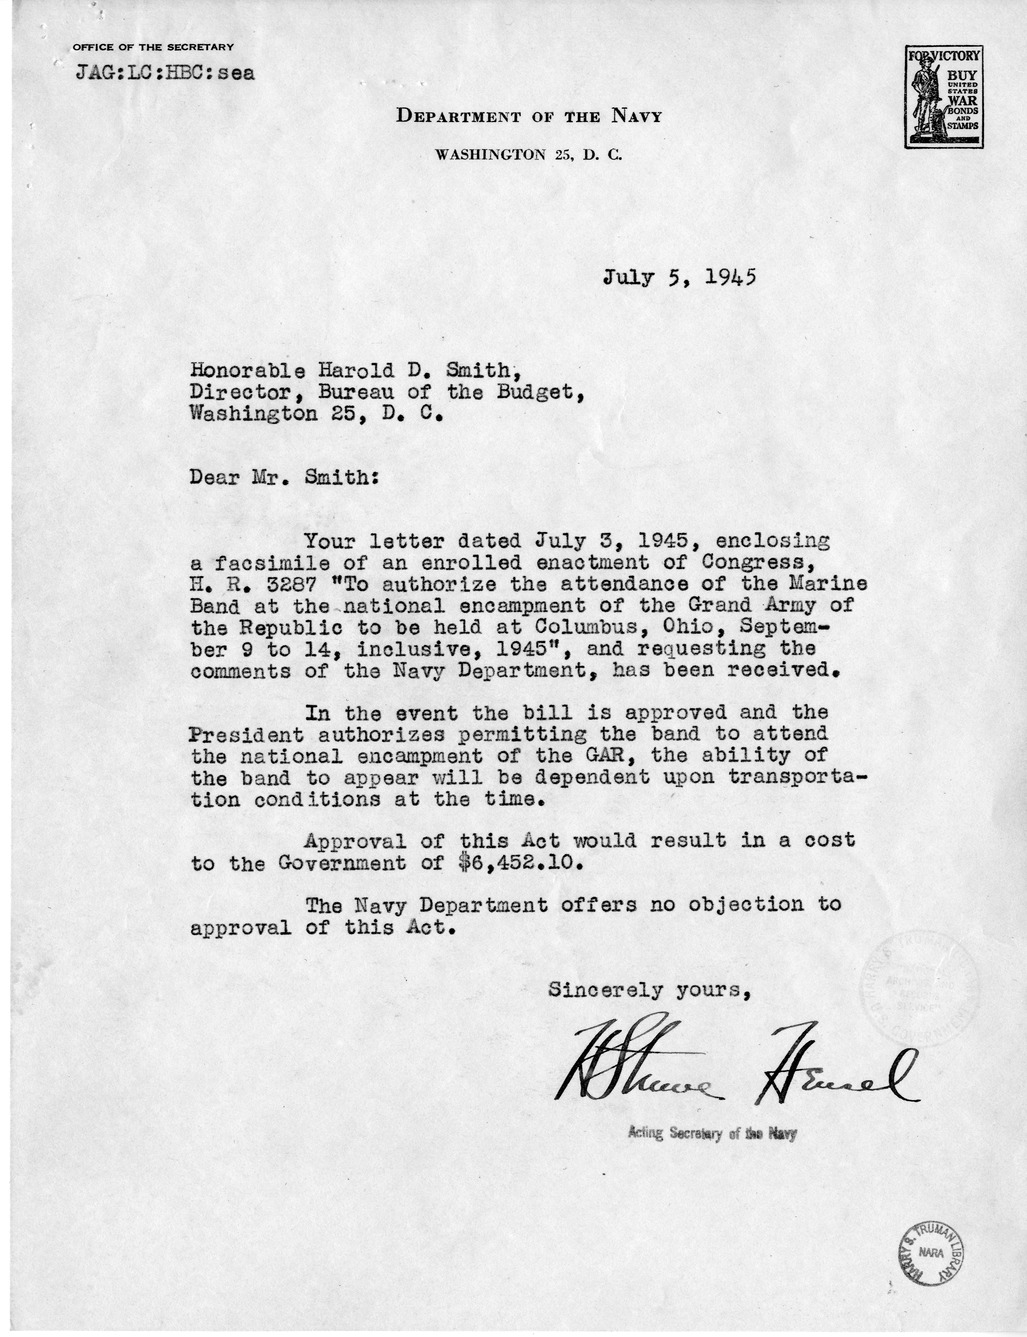 OFFICE OF THE SECRETARY
JAG:LC:HBC:sea
FOR VICTORY
BUY
UNITED
STATES
WAR
BONDS
AND
STAMPS
DEPARTMENT OF THE NAVY
WASHINGTON 25, D. C.
July 5, 1945
Honorable Harold D. Smith,
Director, Bureau of the Budget,
Washington 25, D. C.
Dear Mr. Smith:
Your letter dated July 3, 1945, enclosing
a facsimile of an enrolled enactment of Congress,
H. R. 3287 "To authorize the attendance of the Marine
Band at the national encampment of the Grand Army of
the Republic to be held at Columbus, Ohio, Septem-
ber 9 to 14, inclusive, 1945", and requesting the
comments of the Navy Department, has been received.
In the event the bill is approved and the
President authorizes permitting the band to attend
the national encampment of the GAR, the ability of
the band to appear will be dependent upon transporta-
tion conditions at the time.
Approval of this Act would result in a cost
to the Government of $6,452.10.
The Navy Department offers no objection to
approval of this Act.
Sincerely yours,
H Struve Hensel
Acting Secretary of the Navy
HARRY S. TRUMAN LIBRARY
NARA